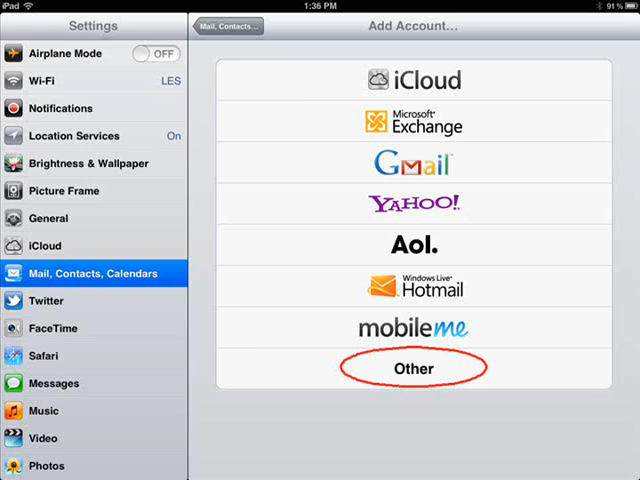 iPad
1:36 PM
91%
Settings
Airplane Mode
OFF
Wi-Fi
LES
Notifications
Location Services
On
Brightness & Wallpaper
Picture Frame
General
iCloud
Mail, Contacts, Calendars
Twitter
FaceTime
Safari
Messages
Music
Video
Photos
Mail, Contacts...
Add Account...
iCloud
Microsoft®
Exchange
Gmail
YAHOO!
Aol.
Windows Live®
Hotmail
mobileme
Other